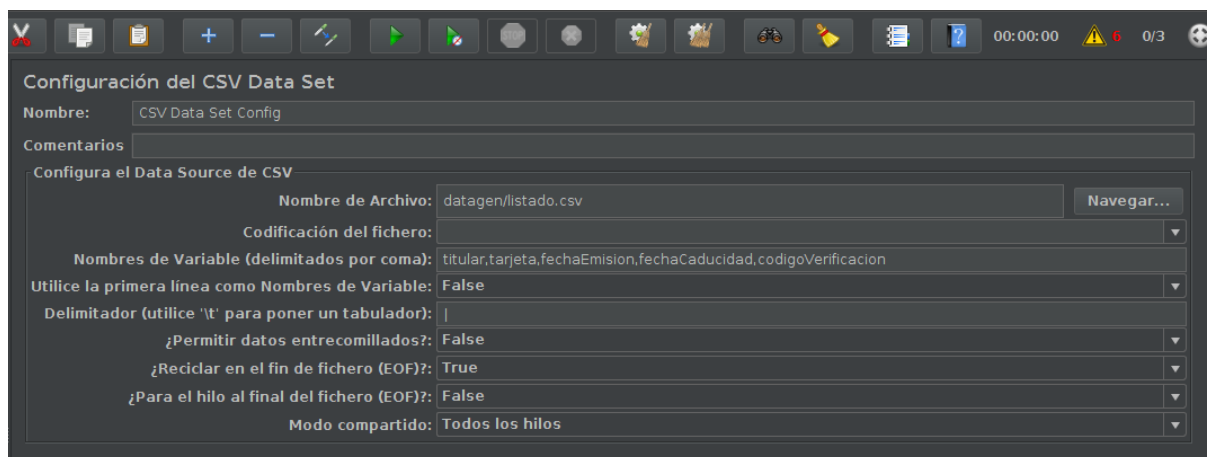 STOP
00:00:00 6 0/3
Configuración del CSV Data Set
Nombre: CSV Data Set Config
Comentarios
Configura el Data Source de CSV
Nombre de Archivo: datagen/listado.csv Navegar...
Codificación del fichero:
Nombres de Variable (delimitados por coma): titular,tarjeta,fechaEmision,fechaCaducidad,codigoVerificacion
Utilice la primera línea como Nombres de Variable: False
Delimitador (utilice '\t' para poner un tabulador): |
¿Permitir datos entrecomillados?: False
¿Reciclar en el fin de fichero (EOF)?: True
¿Para el hilo al final del fichero (EOF)?: False
Modo compartido: Todos los hilos